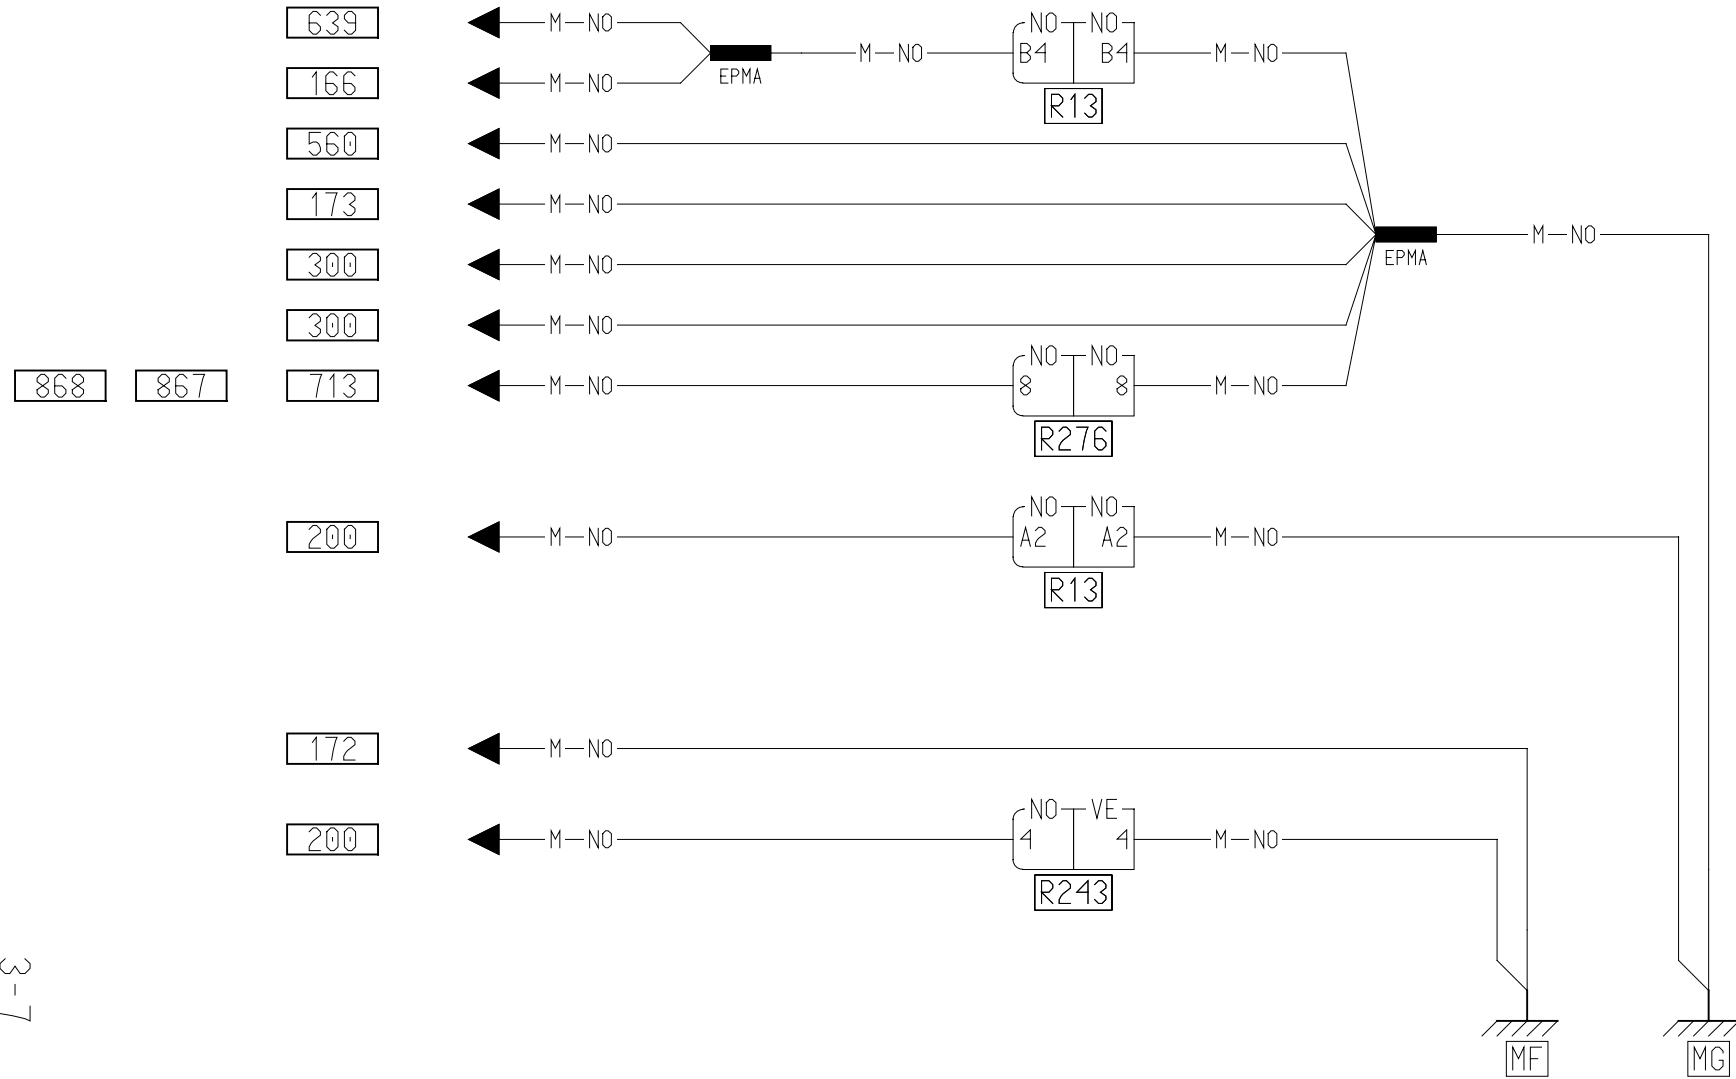 639 M NO M NO NO NO
B4 B4 M NO
166 M NO EPMA
R13
560 M NO
173 M NO
M NO
300 M NO EPMA
300 M NO
NO NO
868 867 713 M NO 8 8 M NO
R276
NO NO
200 M NO A2 A2 M NO
R13
172 M NO
NO VE
200 M NO 4 4 M NO
R243
3-7
MF MG